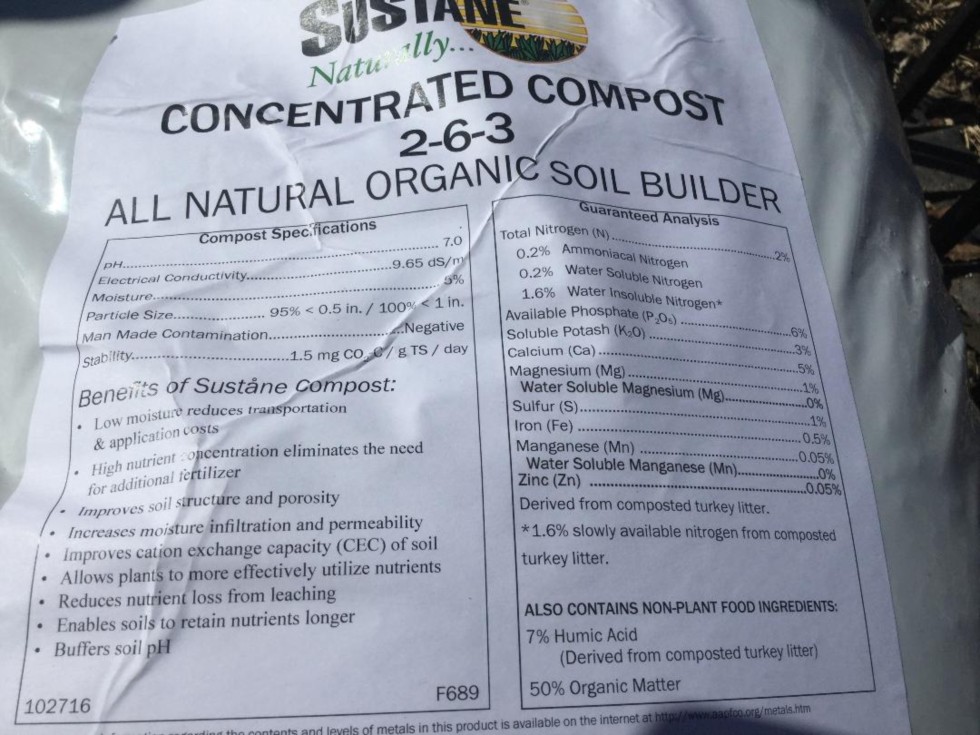 SUSTÅNE®
Naturally...
CONCENTRATED COMPOST
2-6-3
ALL NATURAL ORGANIC SOIL BUILDER
Compost Specifications
pH..........7.0
Electrical Conductivity..........9.65 dS/m
Moisture..........5%
Particle Size.......... 95% < 0.5 in. / 100% < 1 in.
Man Made Contamination..........Negative
Stability..........1.5 mg CO₂ C / g TS / day
Benefits of Suståne Compost:
• Low moisture reduces transportation
& application costs
• High nutrient concentration eliminates the need
for additional fertilizer
• Improves soil structure and porosity
• Increases moisture infiltration and permeability
• Improves cation exchange capacity (CEC) of soil
• Allows plants to more effectively utilize nutrients
• Reduces nutrient loss from leaching
• Enables soils to retain nutrients longer
• Buffers soil pH
102716 F689
Guaranteed Analysis
Total Nitrogen (N)..........2%
0.2% Ammoniacal Nitrogen
0.2% Water Soluble Nitrogen
1.6% Water Insoluble Nitrogen*
Available Phosphate (P₂O₅)..........6%
Soluble Potash (K₂O)..........3%
Calcium (Ca)..........5%
Magnesium (Mg)..........1%
Water Soluble Magnesium (Mg)..........0%
Sulfur (S)..........1%
Iron (Fe)..........0.5%
Manganese (Mn)..........0.05%
Water Soluble Manganese (Mn)..........0%
Zinc (Zn)..........0.05%
Derived from composted turkey litter.
*1.6% slowly available nitrogen from composted
turkey litter.
ALSO CONTAINS NON-PLANT FOOD INGREDIENTS:
7% Humic Acid
(Derived from composted turkey litter)
50% Organic Matter
regarding the contents and levels of metals in this product is available on the internet at http://www.aapfco.org/metals.htm